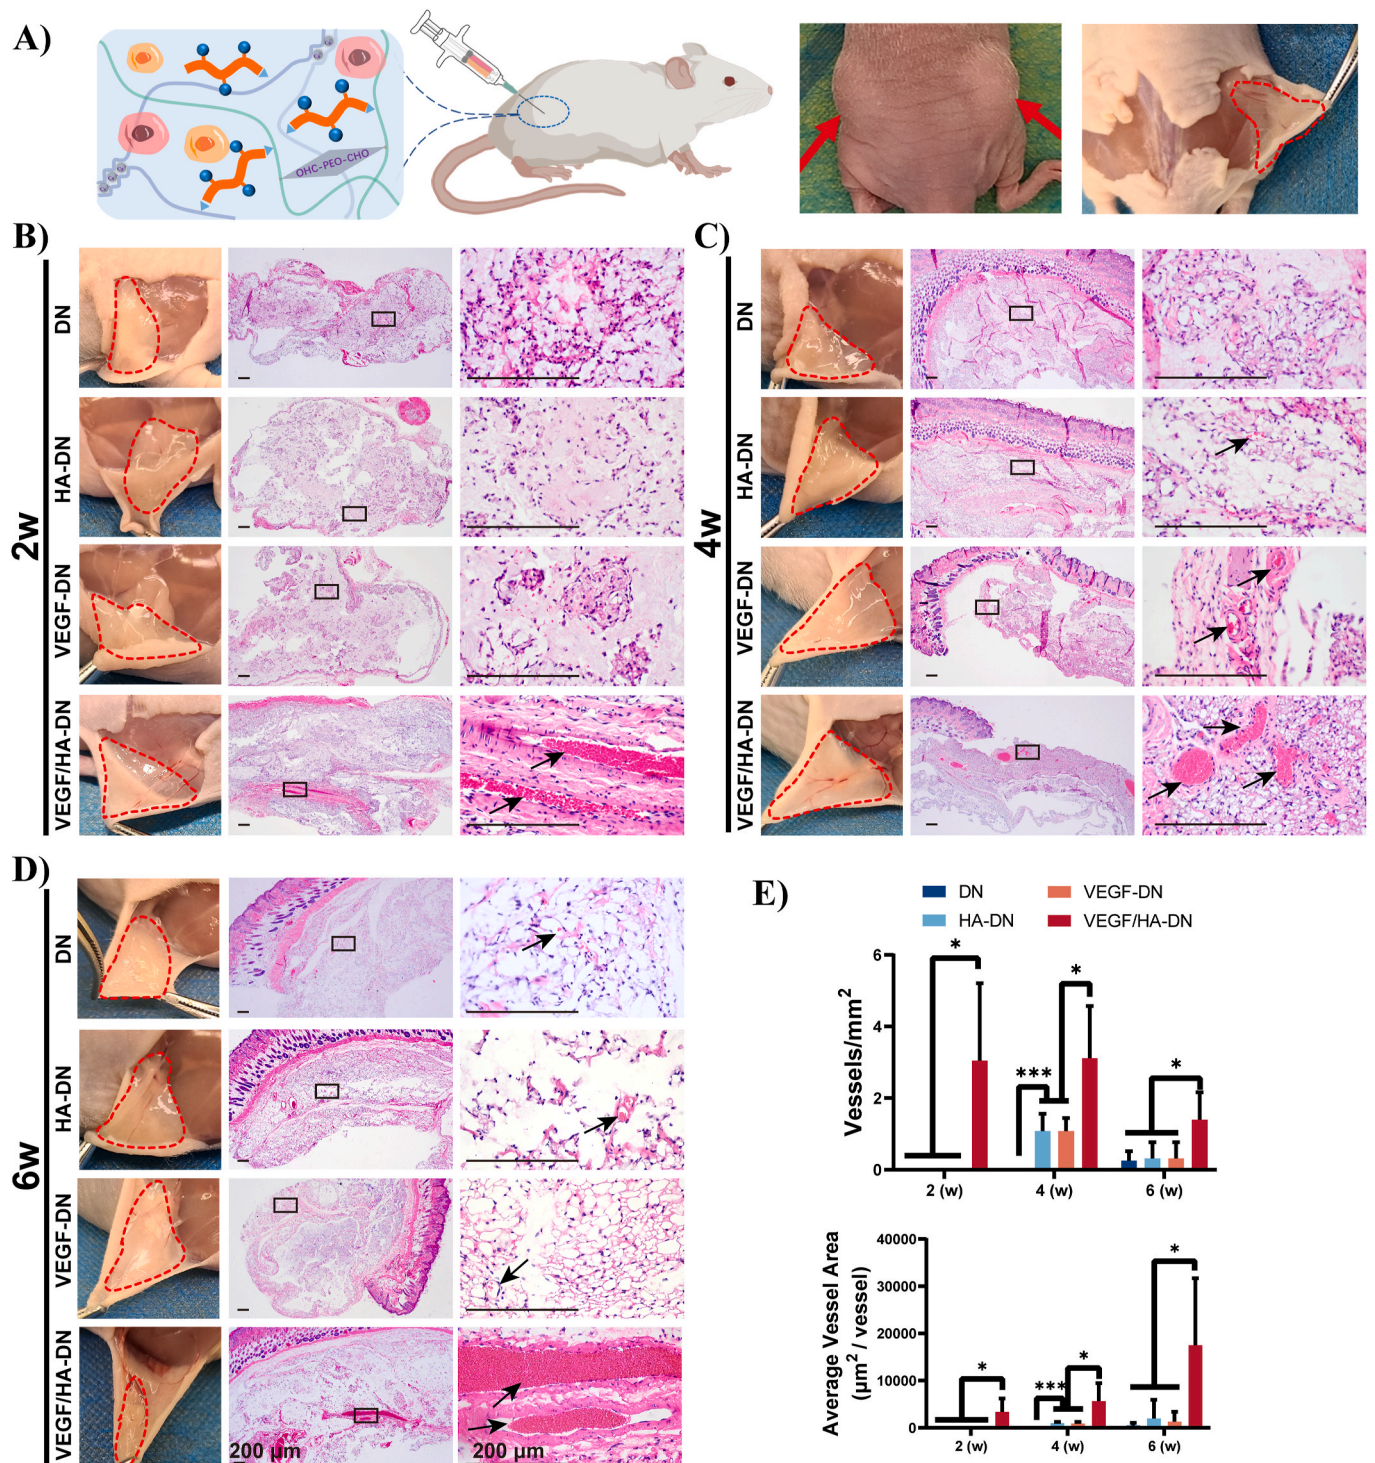 A)
OHC-PEO-CHO
B)
2w
DN
HA-DN
VEGF-DN
VEGF/HA-DN
C)
4w
DN
HA-DN
VEGF-DN
VEGF/HA-DN
D)
6w
DN
HA-DN
VEGF-DN
VEGF/HA-DN
200 μm
200 μm
E)
DN
VEGF-DN
HA-DN
VEGF/HA-DN
Vessels/mm²
6
4
2
0
*
***
*
*
2 (w)
4 (w)
6 (w)
Average Vessel Area
(μm² / vessel)
40000
30000
20000
10000
0
*
***
*
*
2 (w)
4 (w)
6 (w)